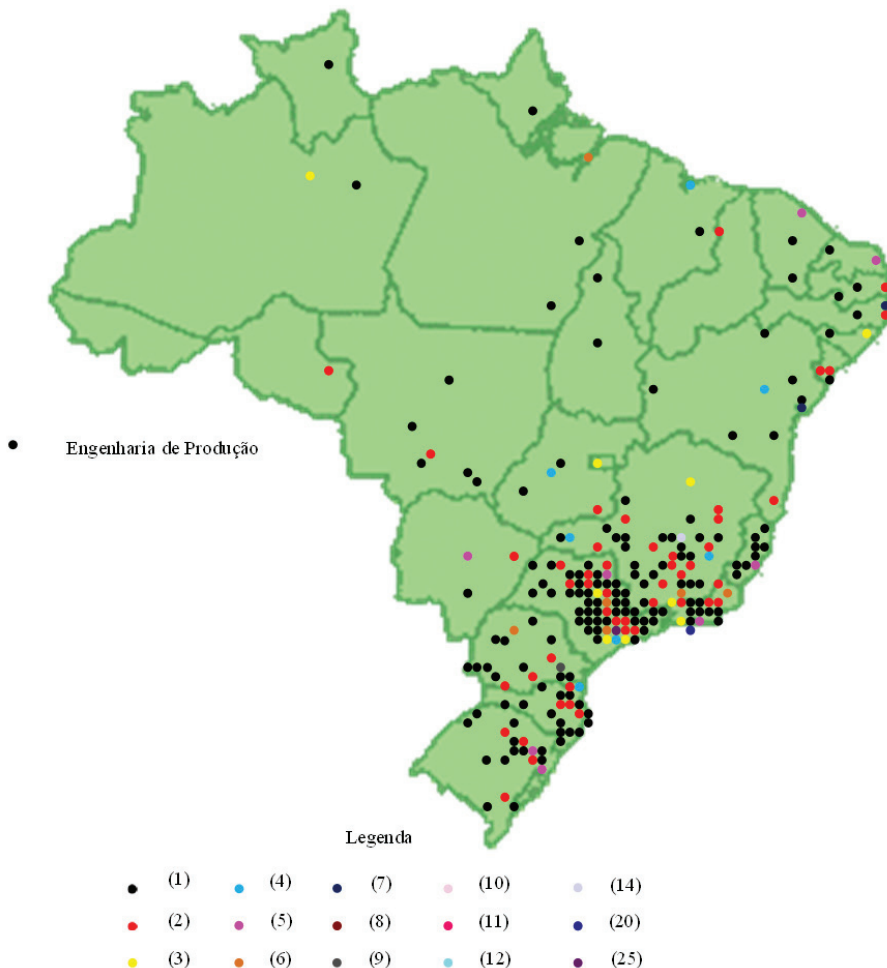 Engenharia de Produção
Legenda
(1) (4) (7) (10) (14)
(2) (5) (8) (11) (20)
(3) (6) (9) (12) (25)